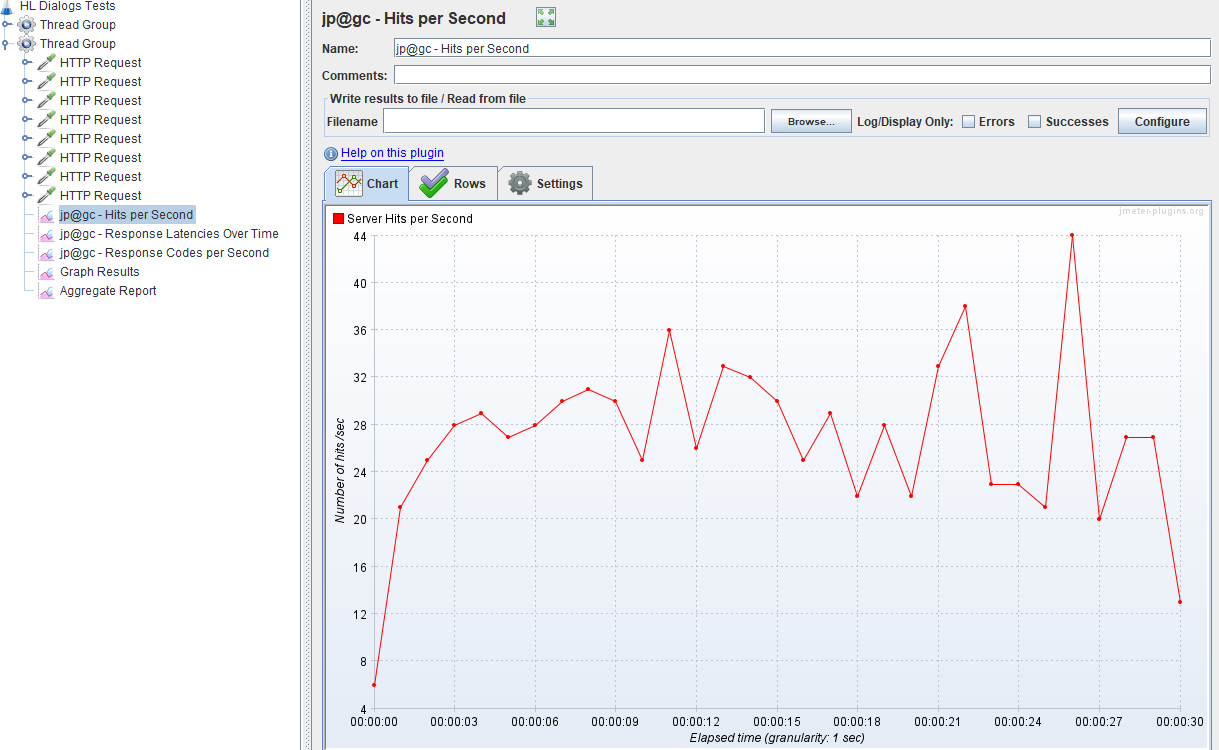 HL Dialogs Tests
Thread Group
Thread Group
HTTP Request
HTTP Request
HTTP Request
HTTP Request
HTTP Request
HTTP Request
HTTP Request
HTTP Request
jp@gc - Hits per Second
jp@gc - Response Latencies Over Time
jp@gc - Response Codes per Second
Graph Results
Aggregate Report
jp@gc - Hits per Second
Name: jp@gc - Hits per Second
Comments:
Write results to file / Read from file
Filename Browse... Log/Display Only: Errors Successes Configure
Help on this plugin
Chart Rows Settings
Server Hits per Second
jmeter-plugins.org
44
40
36
32
28
24
20
16
12
8
4
Number of hits /sec
00:00:00 00:00:03 00:00:06 00:00:09 00:00:12 00:00:15 00:00:18 00:00:21 00:00:24 00:00:27 00:00:30
Elapsed time (granularity: 1 sec)